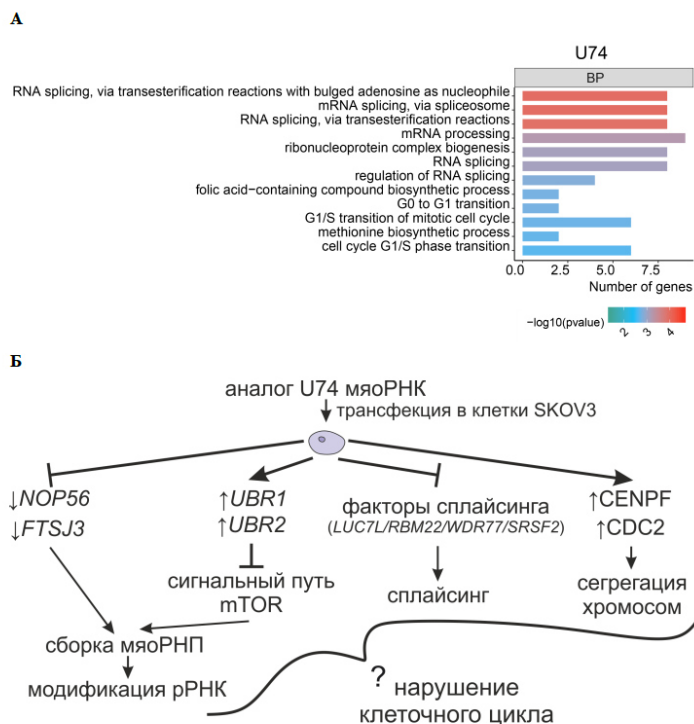 А
U74
BP
RNA splicing, via transesterification reactions with bulged adenosine as nucleophile
mRNA splicing, via spliceosome
RNA splicing, via transesterification reactions
mRNA processing
ribonucleoprotein complex biogenesis
RNA splicing
regulation of RNA splicing
folic acid−containing compound biosynthetic process
G0 to G1 transition
G1/S transition of mitotic cell cycle
methionine biosynthetic process
cell cycle G1/S phase transition
0.0 2.5 5.0 7.5
Number of genes
−log10(pvalue)
2 3 4
Б
аналог U74 мяоРНК
трансфекция в клетки SKOV3
↓NOP56
↓FTSJ3
↑UBR1
↑UBR2
факторы сплайсинга
(LUC7L/RBM22/WDR77/SRSF2)
↑CENPF
↑CDC2
сигнальный путь
mTOR
сплайсинг
сегрегация
хромосом
сборка мяоРНП
модификация рРНК
? нарушение
клеточного цикла